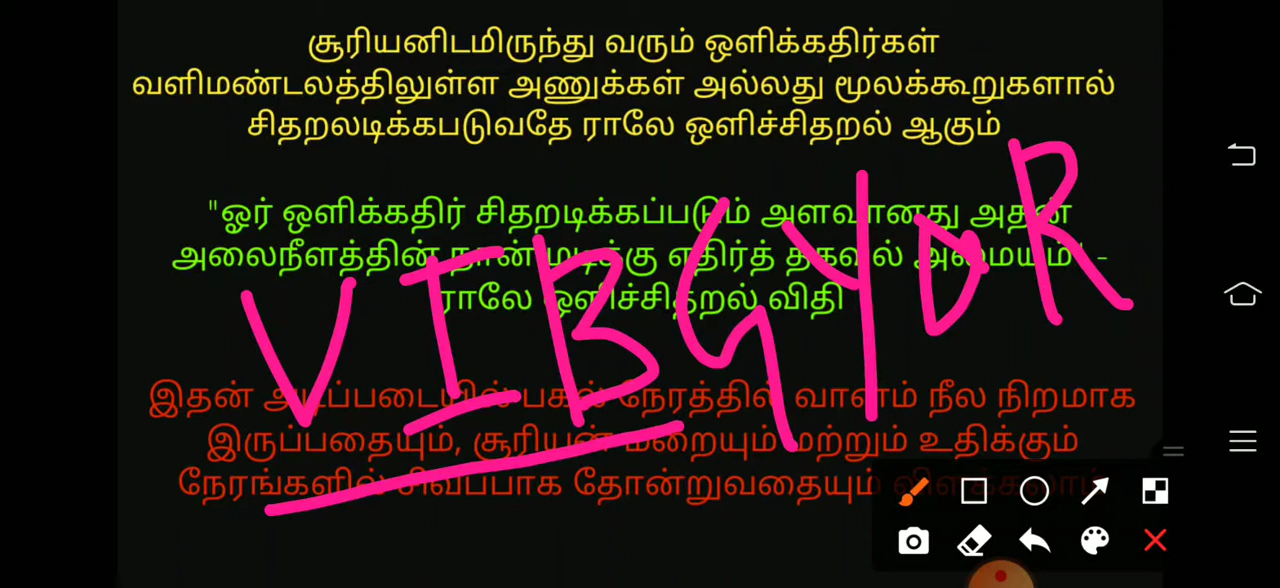 சூரியனிடமிருந்து வரும் ஒளிக்கதிர்கள்
வளிமண்டலத்திலுள்ள அணுக்கள் அல்லது மூலக்கூறுகளால்
சிதறலடிக்கபடுவதே ராலே ஒளிச்சிதறல் ஆகும்
"ஓர் ஒளிக்கதிர் சிதறடிக்கப்படும் அளவானது அதன்
அலைநீளத்தின் நான்மடிக்கு எதிர்த் தகவில் அமையும்" -
ராலே ஒளிச்சிதறல் விதி
VIBGYOR
இதன் அடிப்படையில் பகல் நேரத்தில் வானம் நீல நிறமாக
இருப்பதையும், சூரியன் மறையும் மற்றும் உதிக்கும்
நேரங்களில் சிவப்பாக தோன்றுவதையும் விளக்கலாம்